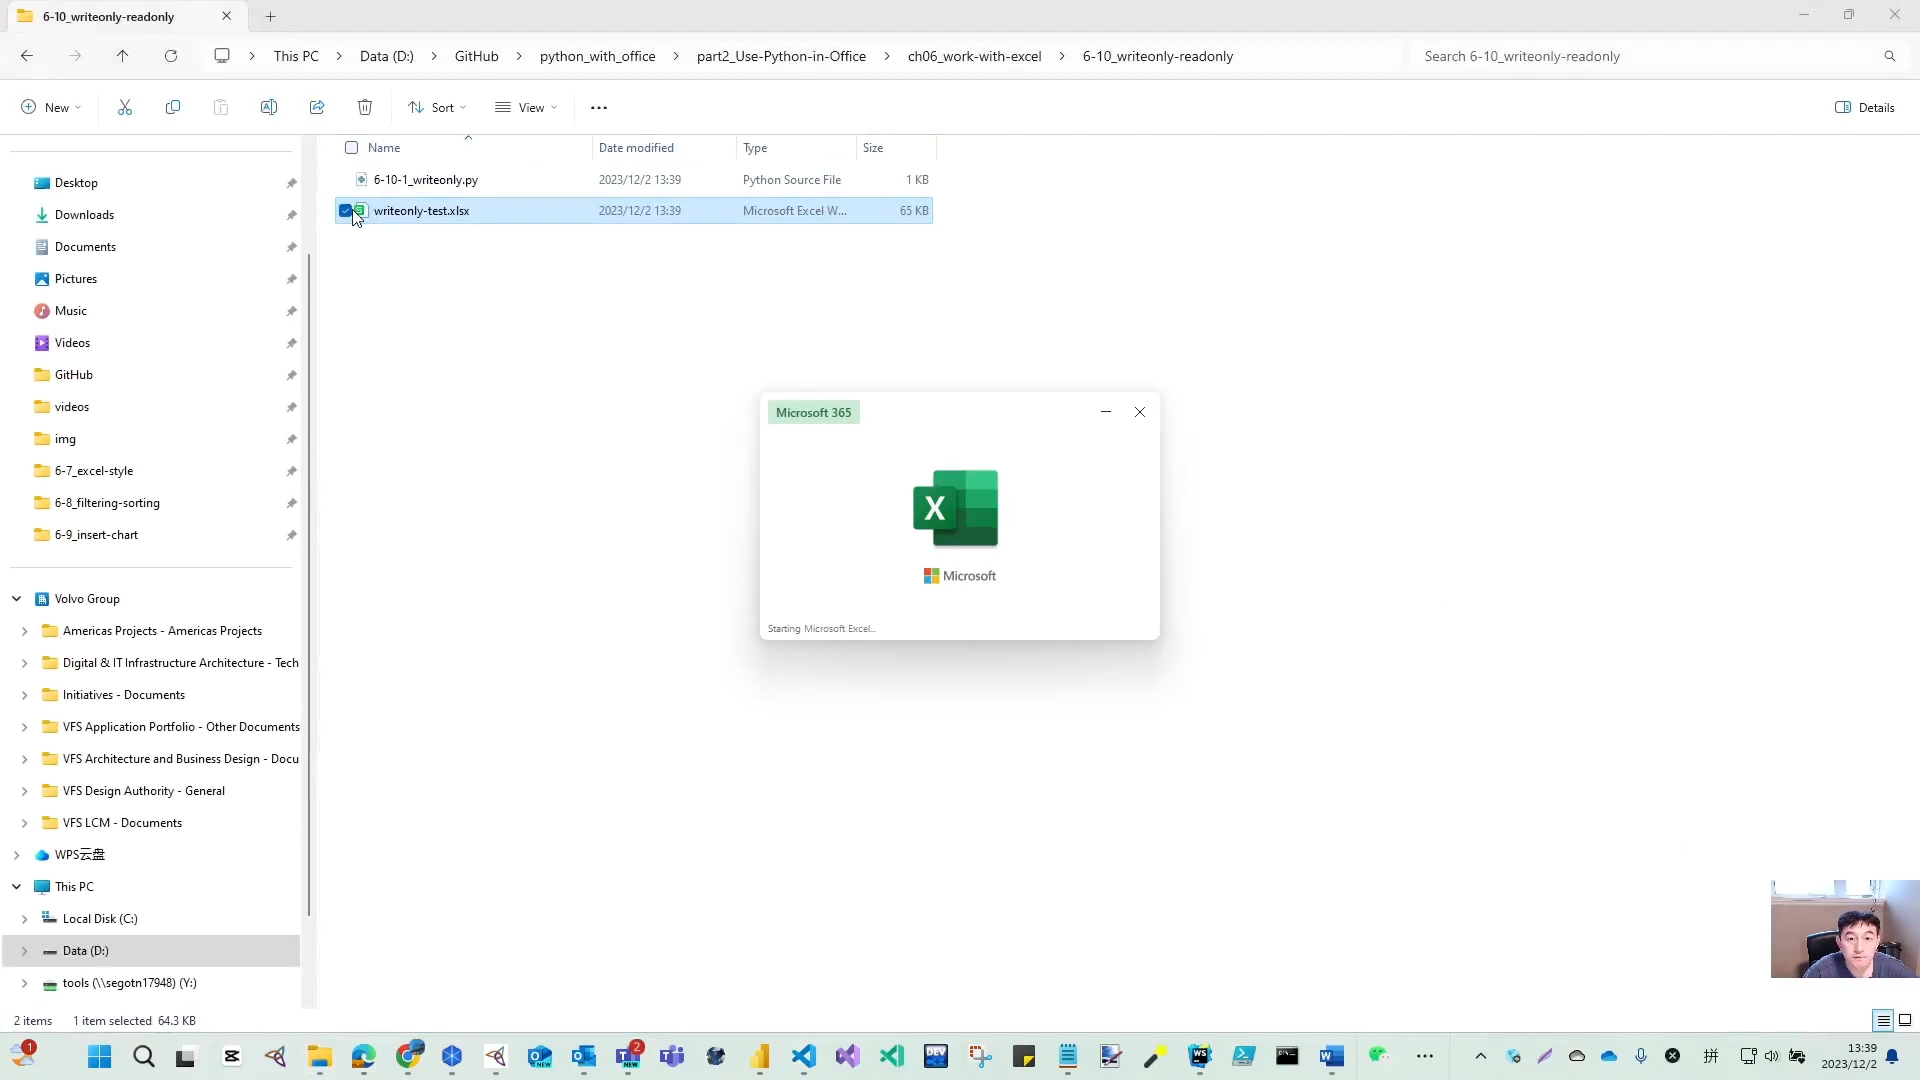 6-10_writeonly-readonly
This PC
Data (D:)
GitHub
python_with_office
part2_Use-Python-in-Office
ch06_work-with-excel
6-10_writeonly-readonly
Search 6-10_writeonly-readonly
New
Sort
View
Details
Name
Date modified
Type
Size
6-10-1_writeonly.py
2023/12/2 13:39
Python Source File
1 KB
writeonly-test.xlsx
2023/12/2 13:39
Microsoft Excel W...
65 KB
Desktop
Downloads
Documents
Pictures
Music
Videos
GitHub
videos
img
6-7_excel-style
6-8_filtering-sorting
6-9_insert-chart
Volvo Group
Americas Projects - Americas Projects
Digital & IT Infrastructure Architecture - Tech
Initiatives - Documents
VFS Application Portfolio - Other Documents
VFS Architecture and Business Design - Docu
VFS Design Authority - General
VFS LCM - Documents
WPS云盘
This PC
Local Disk (C:)
Data (D:)
tools (\\segotn17948) (Y:)
Microsoft 365
X
Microsoft
Starting Microsoft Excel...
2 items
1 item selected 64.3 KB
1
NEW
2
NEW
DEV
WS
W
拼
13:39
2023/12/2